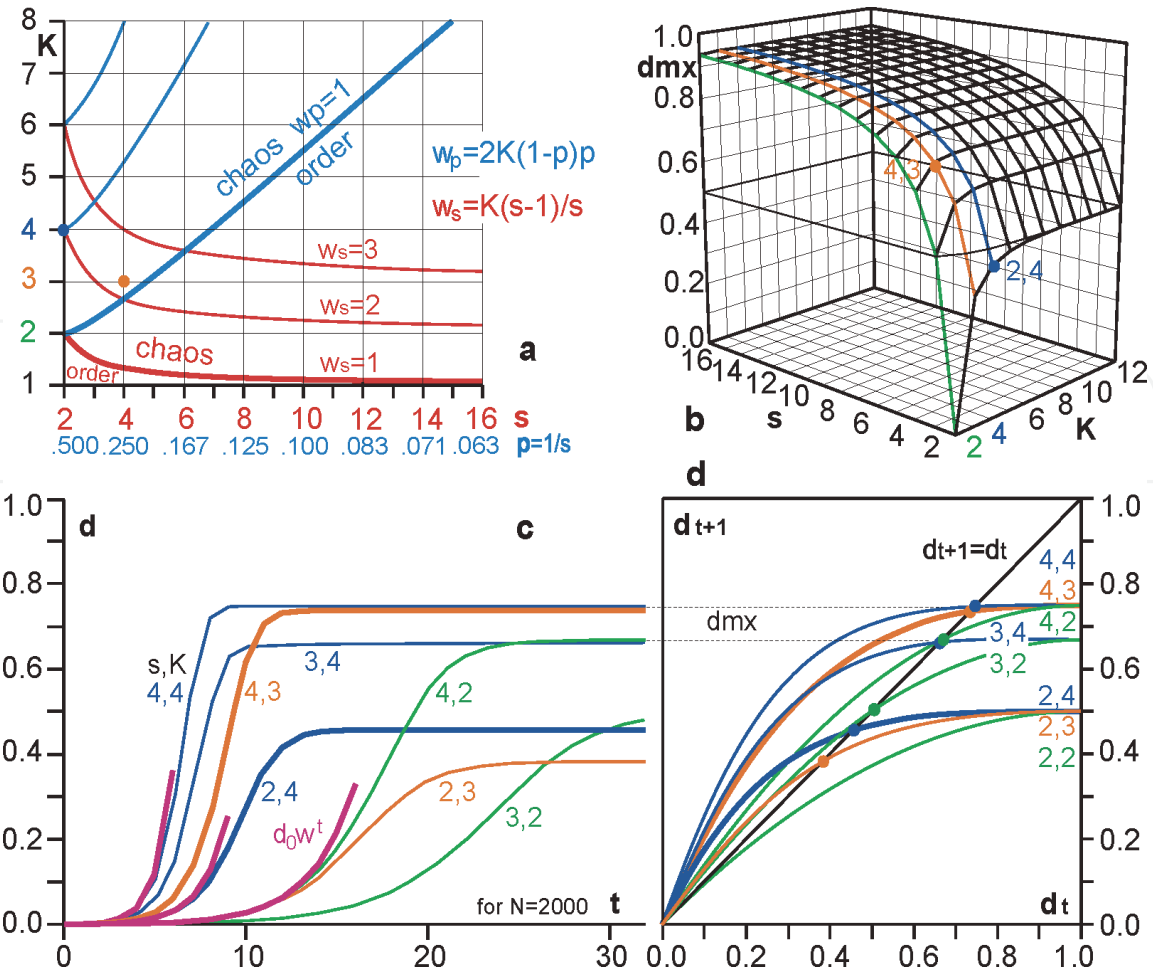 8
K
7
6
5
4
3
2
1
chaos wp=1
order
wp=2K(1-p)p
ws=K(s-1)/s
ws=3
ws=2
ws=1
chaos
order
a
2 4 6 8 10 12 14 16 s
.500 .250 .167 .125 .100 .083 .071 .063 p=1/s
1.0
dmx
0.8
0.6
0.4
0.2
0.0
4,3
2,4
16 14 12 10 8 6 4 2
s
2 4 6 8 10 12
K
b
1.0
d
c
0.8
0.6
0.4
0.2
0.0
s,K
4,4
4,3
3,4
4,2
2,4
2,3
3,2
d0wt
for N=2000
t
0 10 20 30
d
dt+1
dt+1=dt
dmx
4,4
4,3
4,2
3,4
3,2
2,4
2,3
2,2
1.0
0.8
0.6
0.4
0.2
0.0
dt
0.0 0.2 0.4 0.6 0.8 1.0